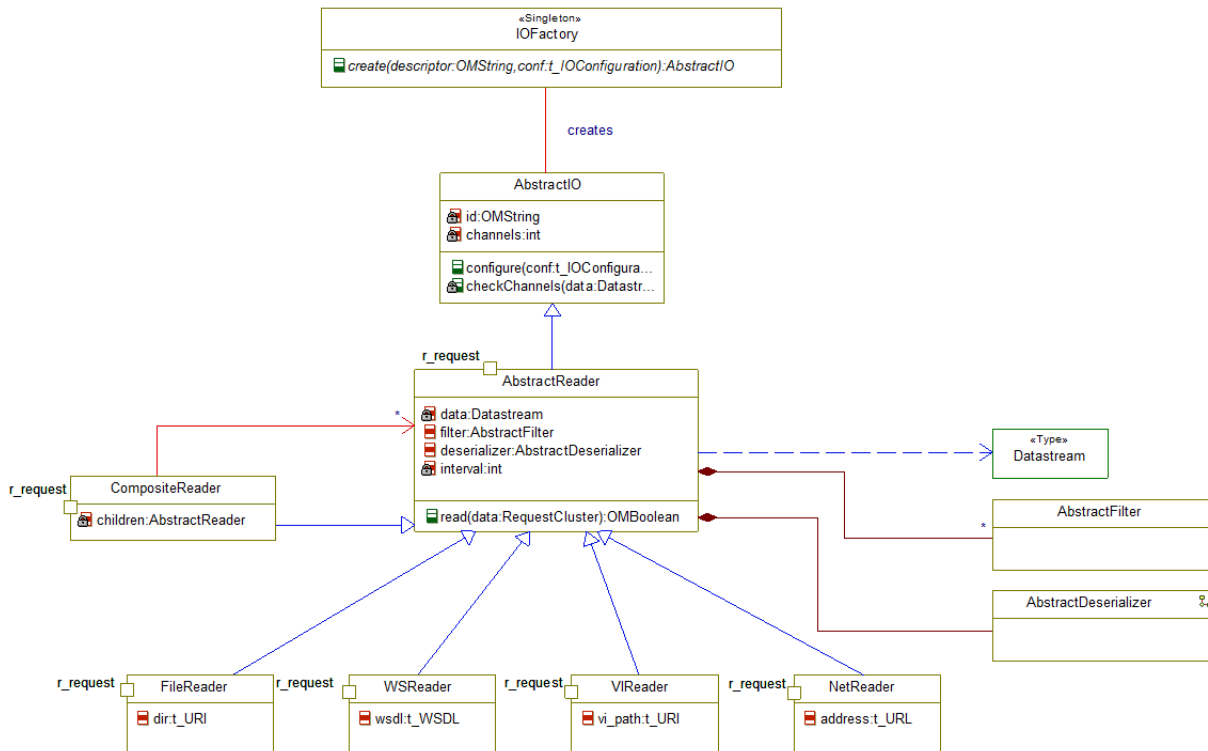 «Singleton»
IOFactory
create(descriptor:OMString,conf:t_IOConfiguration):AbstractIO
creates
AbstractIO
id:OMString
channels:int
configure(conf:t_IOConfigura...
checkChannels(data:Datastr...
r_request
AbstractReader
data:Datastream
filter:AbstractFilter
deserializer:AbstractDeserializer
interval:int
read(data:RequestCluster):OMBoolean
*
«Type»
Datastream
r_request
CompositeReader
children:AbstractReader
AbstractFilter
*
AbstractDeserializer
r_request
FileReader
dir:t_URI
r_request
WSReader
wsdl:t_WSDL
r_request
VIReader
vi_path:t_URI
r_request
NetReader
address:t_URL